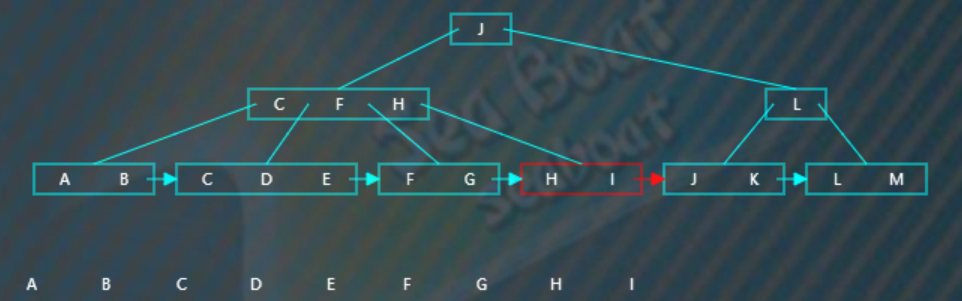 J
C F H L
A B C D E F G H I J K L M
A B C D E F G H I